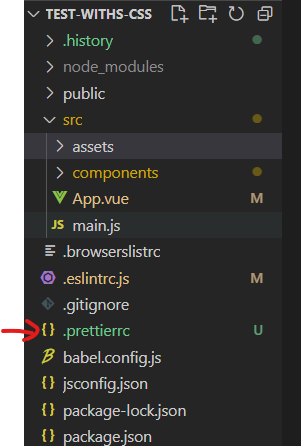 TEST-WITHS-CSS
.history
node_modules
public
src
assets
components
App.vue M
JS main.js
.browserslistrc
.eslintrc.js M
.gitignore
{} .prettierrc U
babel.config.js
{} jsconfig.json
{} package-lock.json
{} package.json